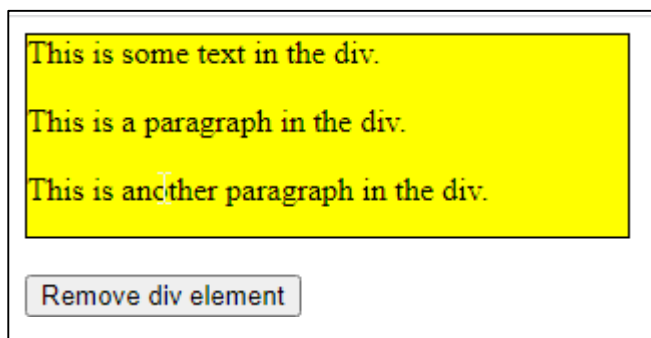 This is some text in the div.
This is a paragraph in the div.
This is another paragraph in the div.
Remove div element